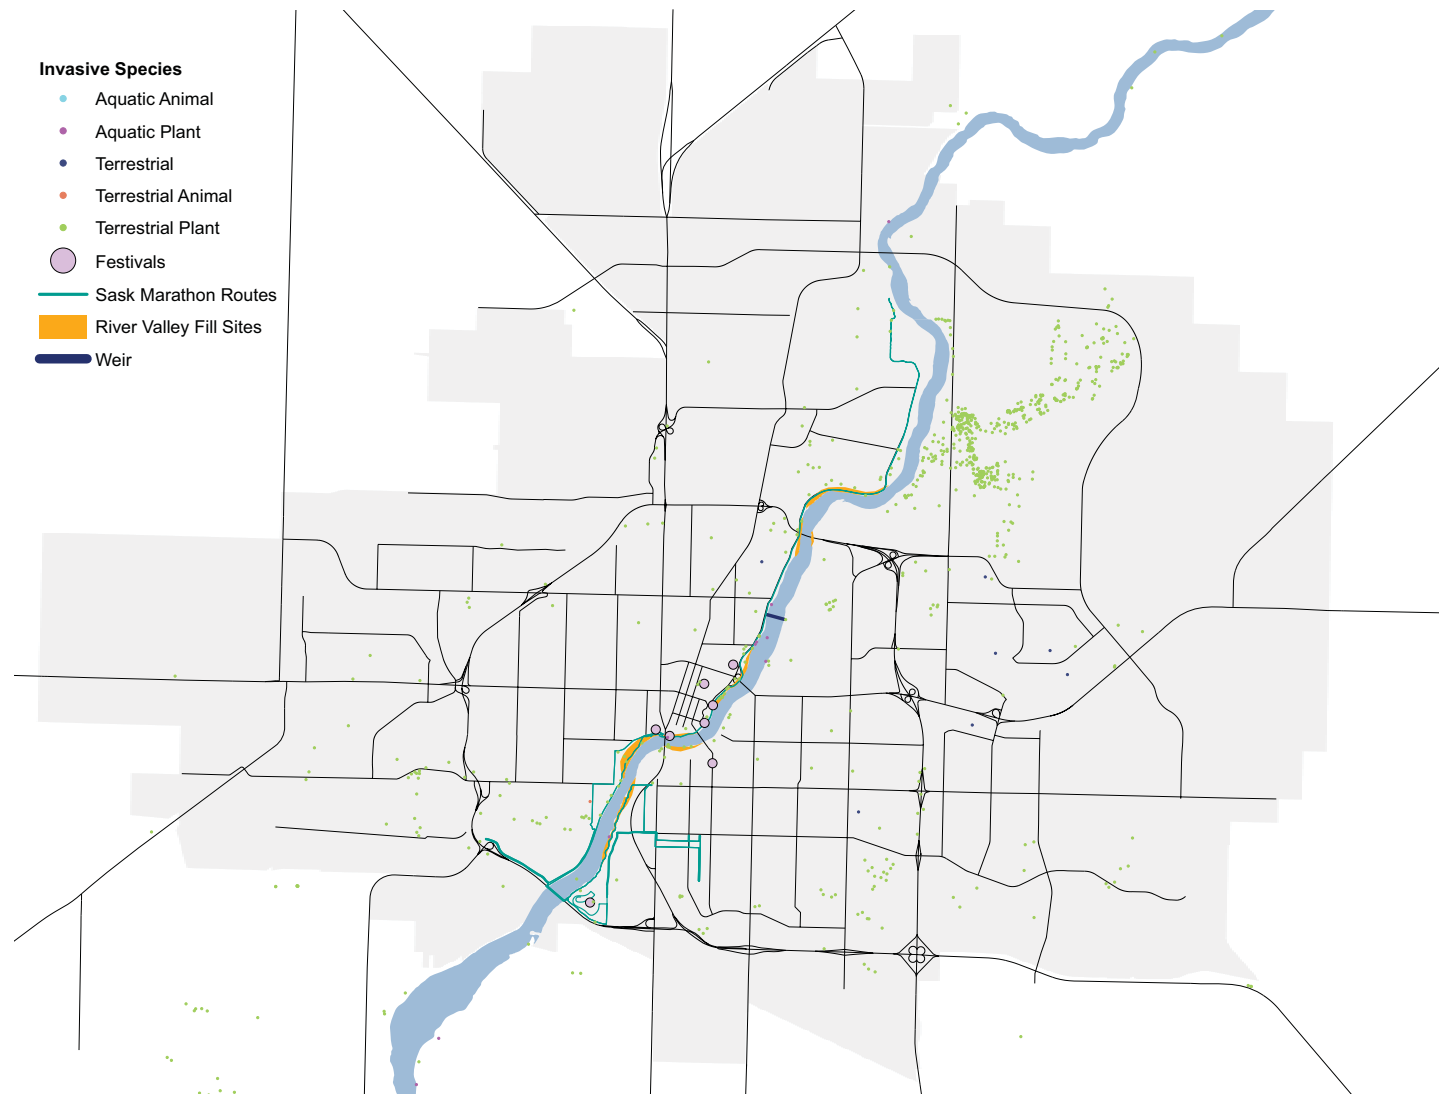 Invasive Species
Aquatic Animal
Aquatic Plant
Terrestrial
Terrestrial Animal
Terrestrial Plant
Festivals
Sask Marathon Routes
River Valley Fill Sites
Weir